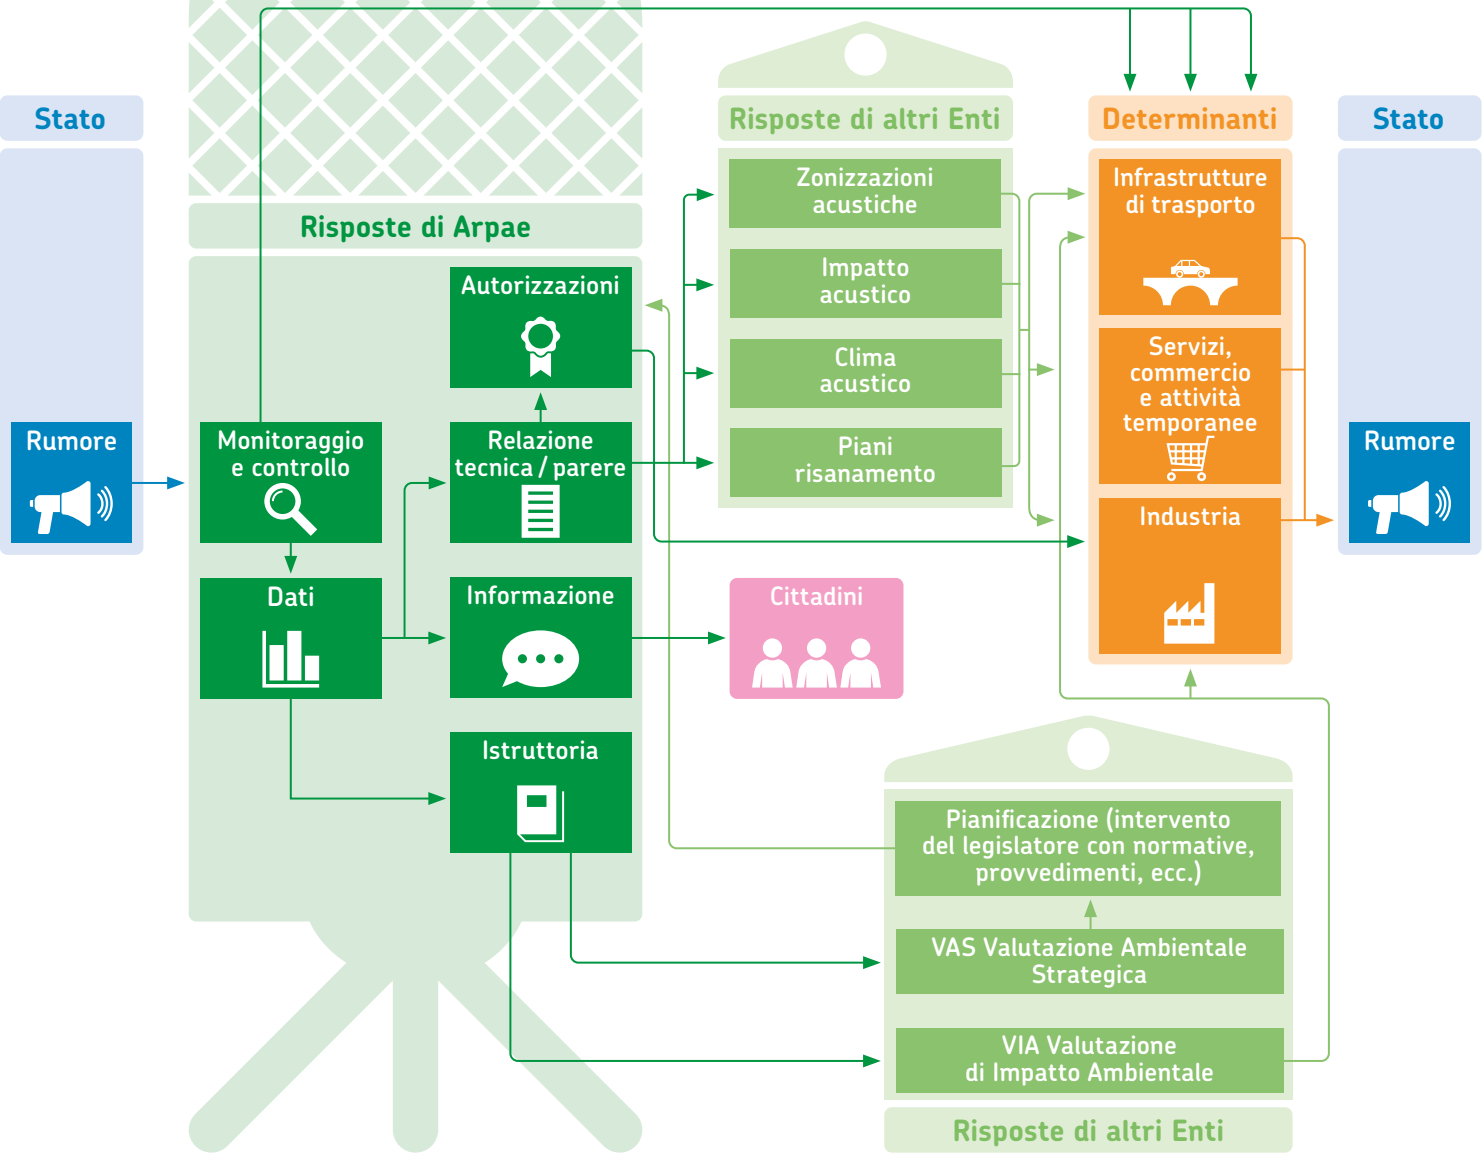 Stato
Rumore
Risposte di Arpae
Autorizzazioni
Monitoraggio
e controllo
Relazione
tecnica / parere
Dati
Informazione
Istruttoria
Risposte di altri Enti
Zonizzazioni
acustiche
Impatto
acustico
Clima
acustico
Piani
risanamento
Cittadini
Determinanti
Infrastrutture
di trasporto
Servizi,
commercio
e attività
temporanee
Industria
Stato
Rumore
Pianificazione (intervento
del legislatore con normative,
provvedimenti, ecc.)
VAS Valutazione Ambientale
Strategica
VIA Valutazione
di Impatto Ambientale
Risposte di altri Enti